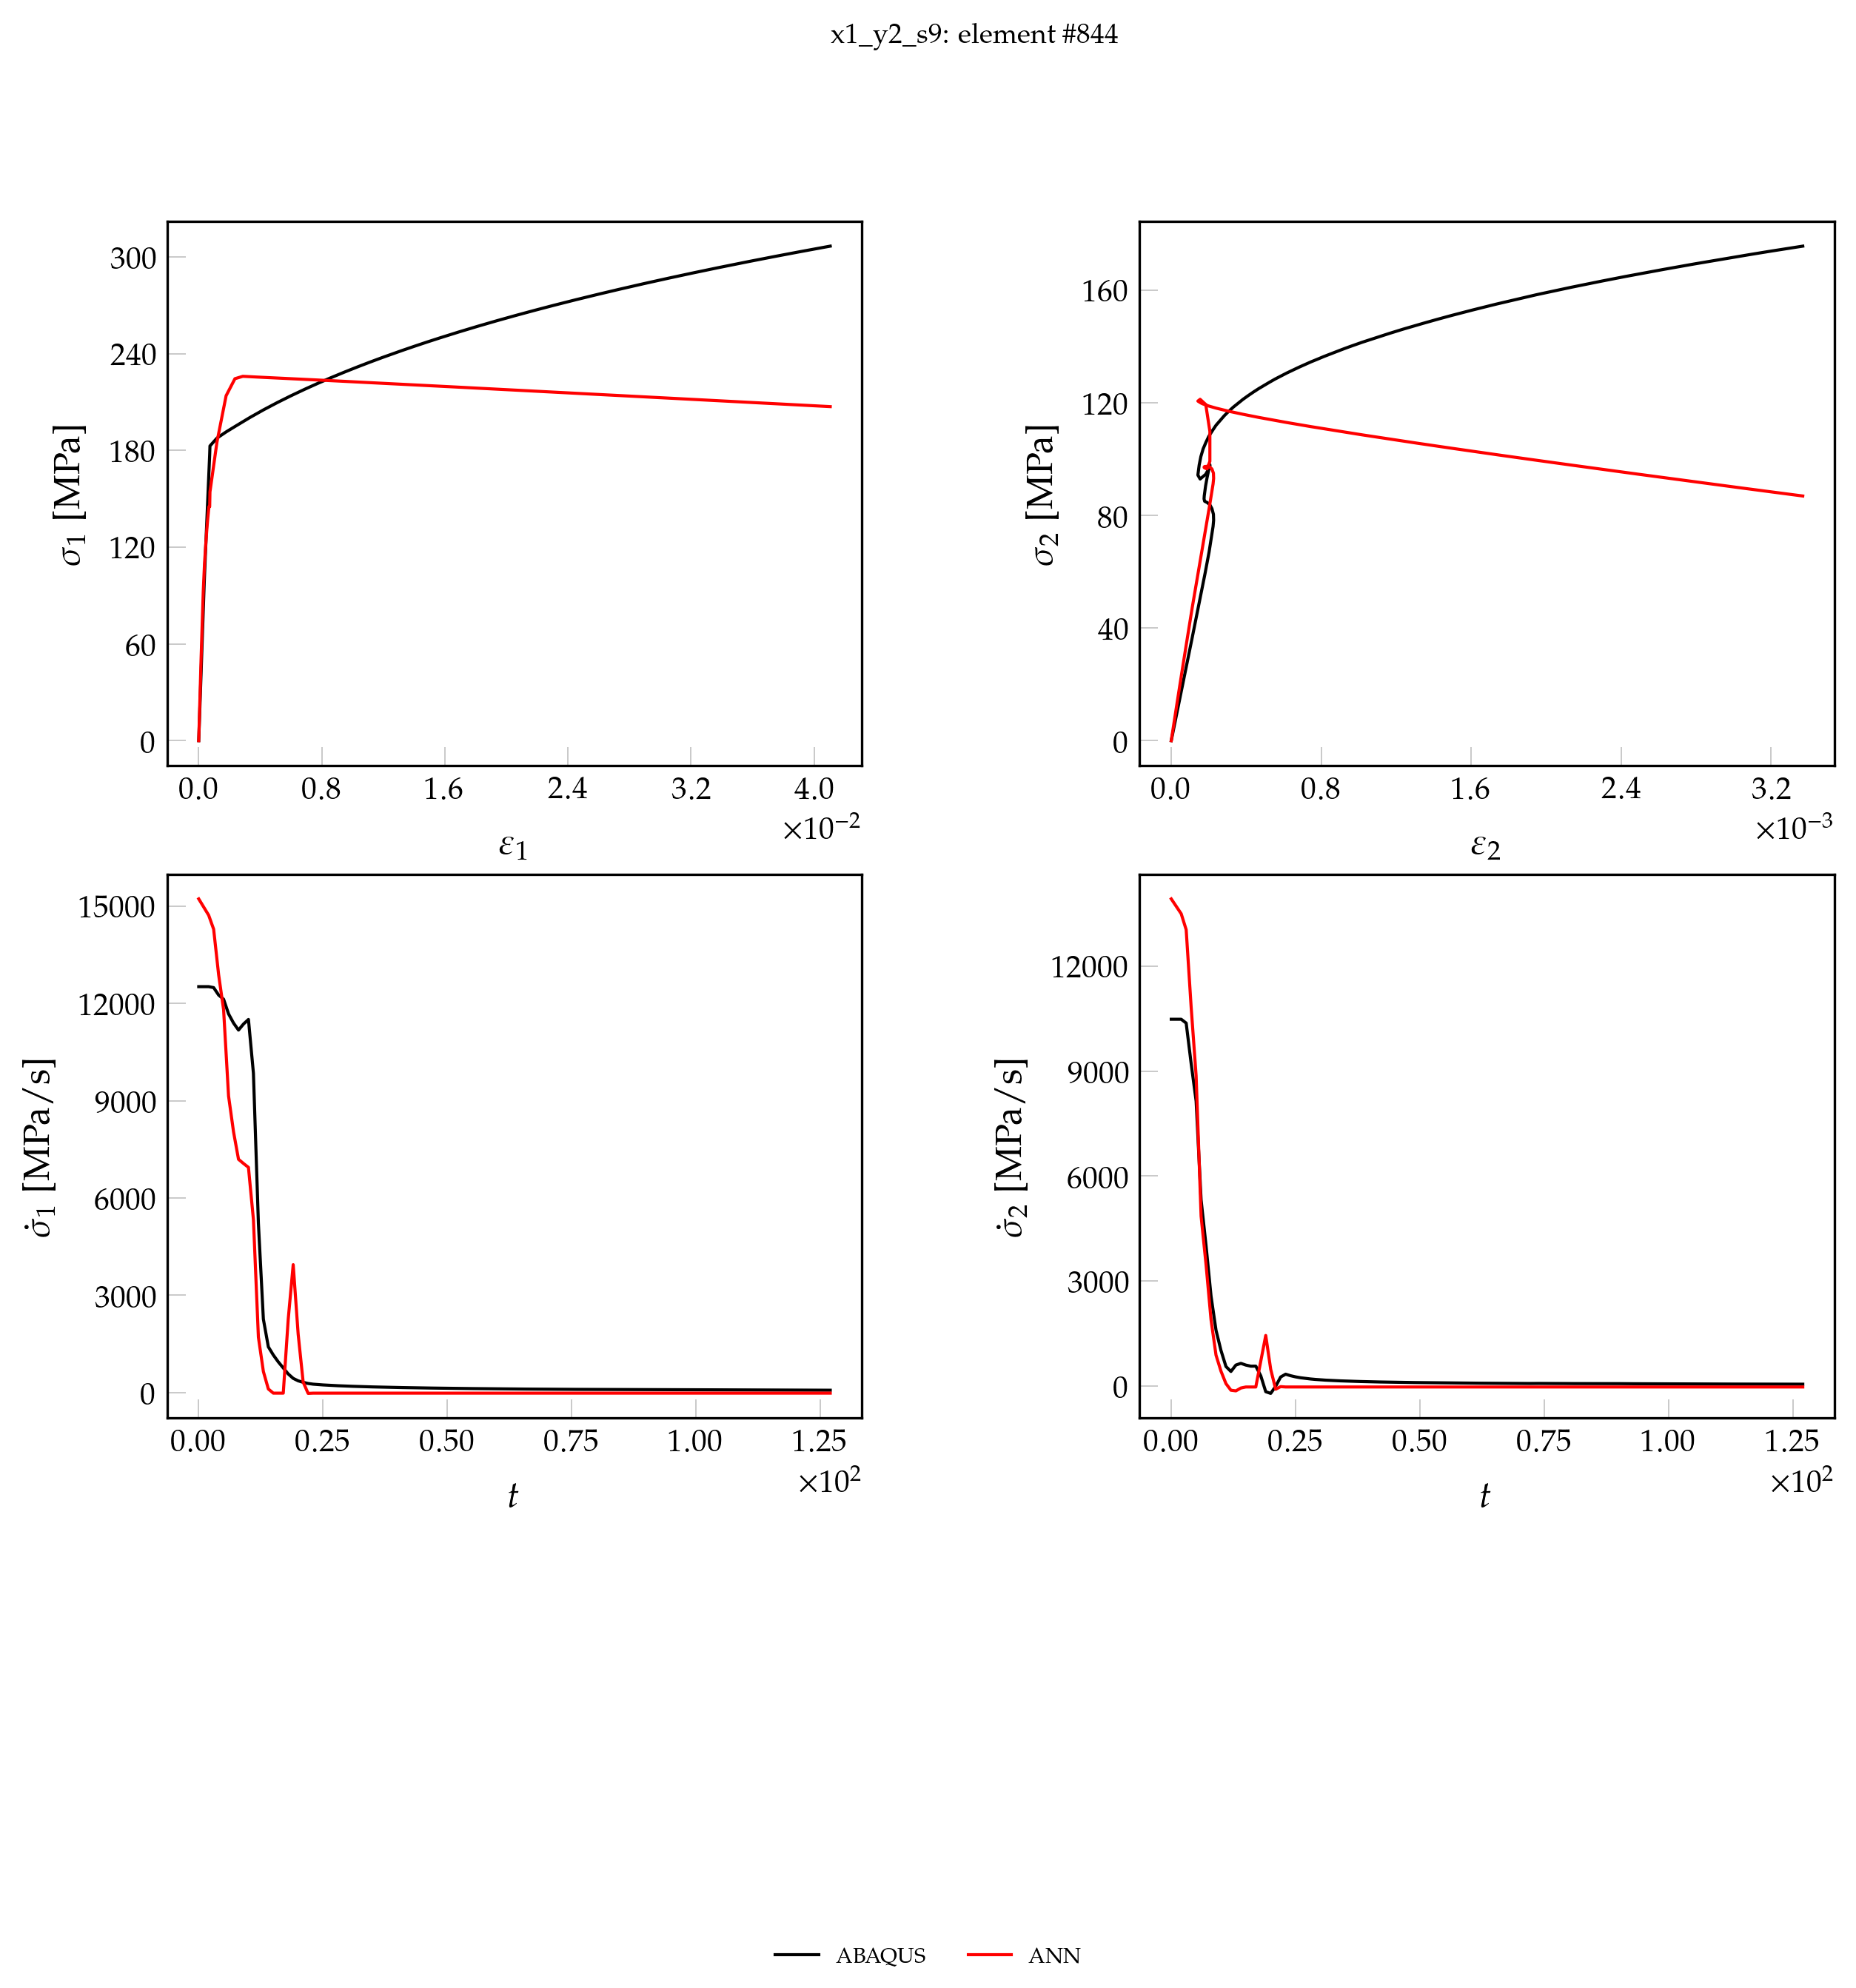 x1_y2_s9: element #844
300
240
180
120
60
0
σ1 [MPa]
0.0 0.8 1.6 2.4 3.2 4.0
×10−2
ε1
160
120
80
40
0
σ2 [MPa]
0.0 0.8 1.6 2.4 3.2
×10−3
ε2
15000
12000
9000
6000
3000
0
σ̇1 [MPa/s]
0.00 0.25 0.50 0.75 1.00 1.25
×102
t
12000
9000
6000
3000
0
σ̇2 [MPa/s]
0.00 0.25 0.50 0.75 1.00 1.25
×102
t
ABAQUS ANN